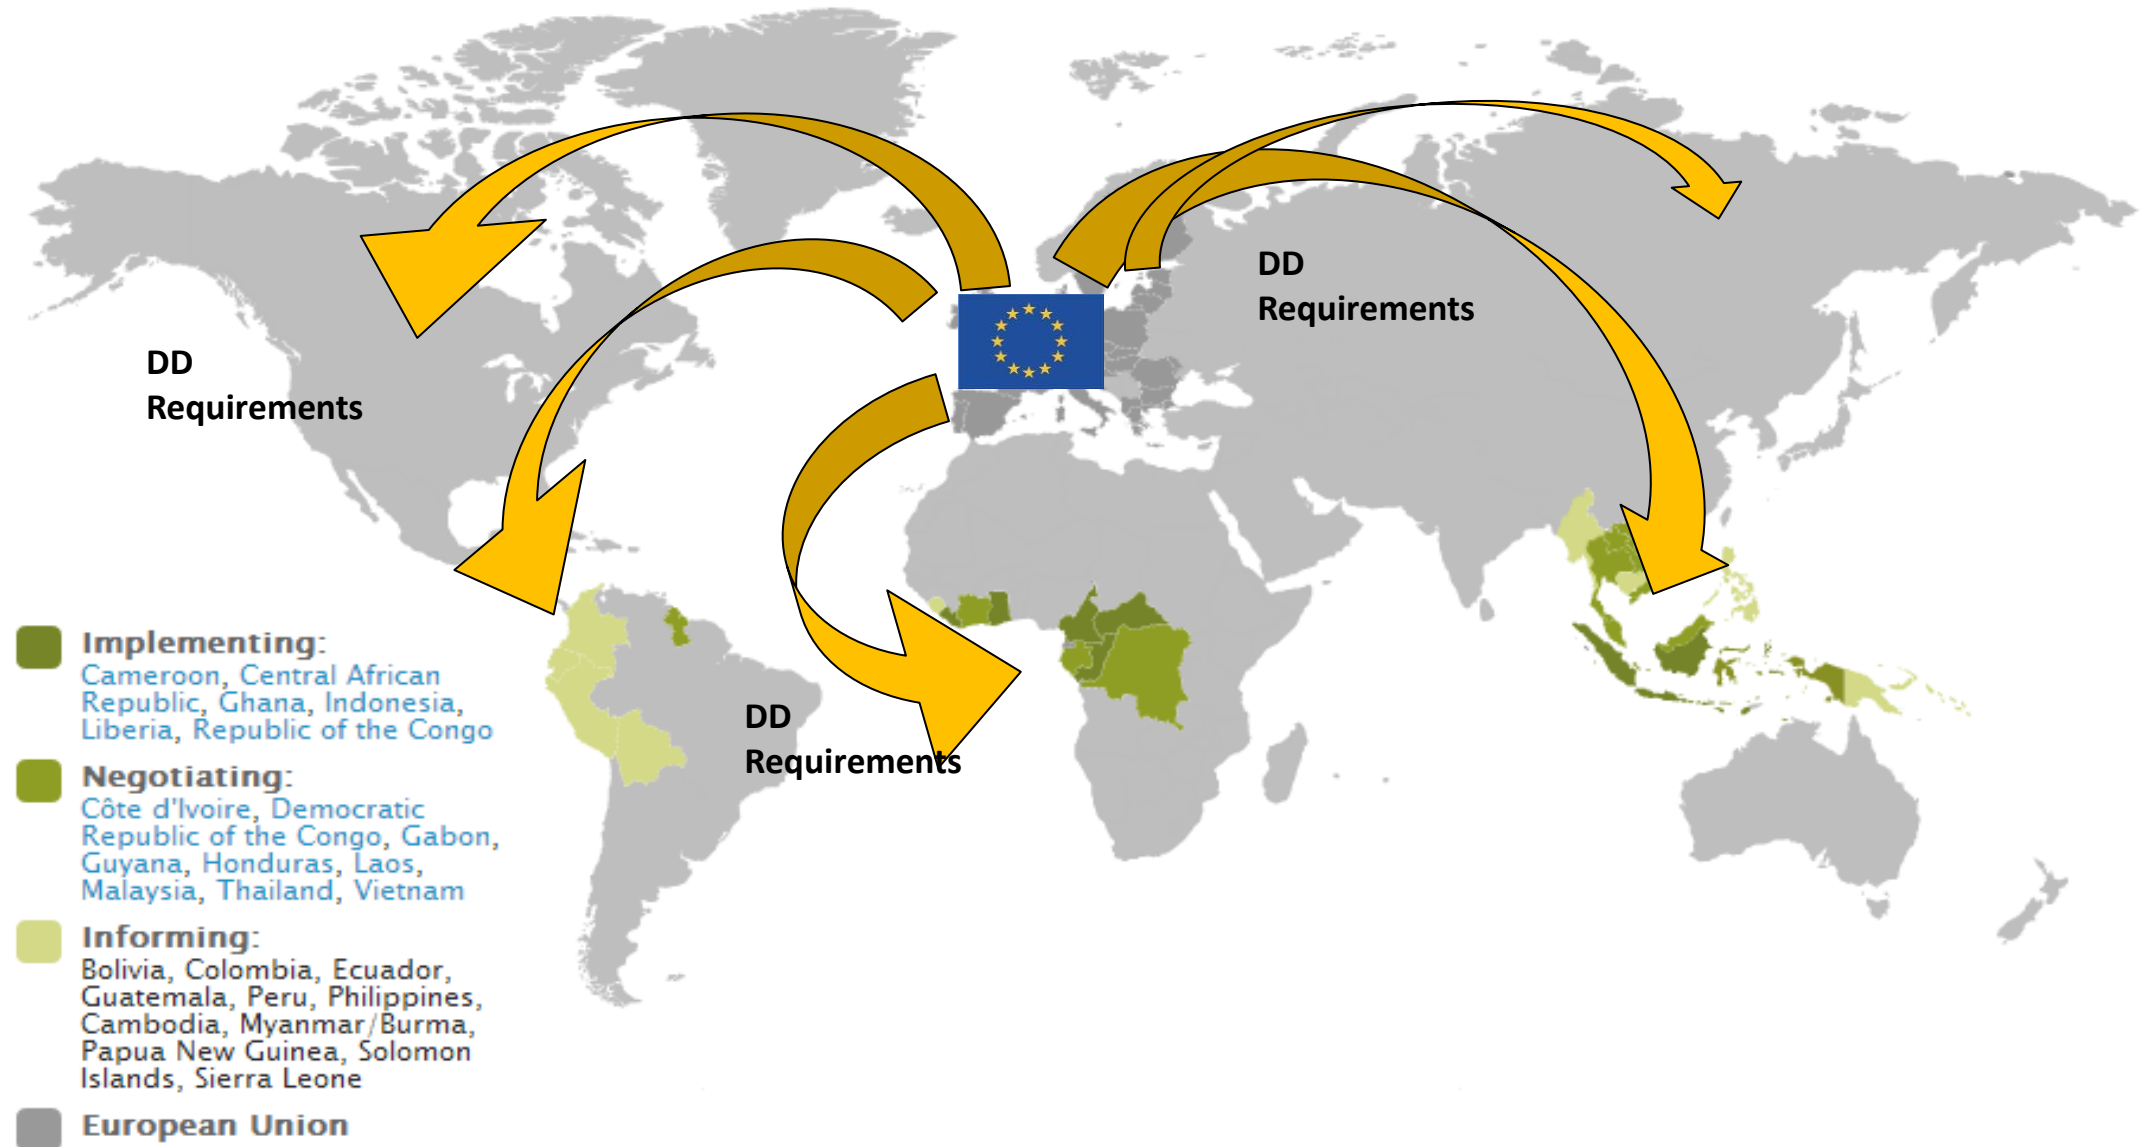 DD
Requirements
DD
Requirements
DD
Requirements
Implementing:
Cameroon, Central African
Republic, Ghana, Indonesia,
Liberia, Republic of the Congo
Negotiating:
Côte d'Ivoire, Democratic
Republic of the Congo, Gabon,
Guyana, Honduras, Laos,
Malaysia, Thailand, Vietnam
Informing:
Bolivia, Colombia, Ecuador,
Guatemala, Peru, Philippines,
Cambodia, Myanmar/Burma,
Papua New Guinea, Solomon
Islands, Sierra Leone
European Union